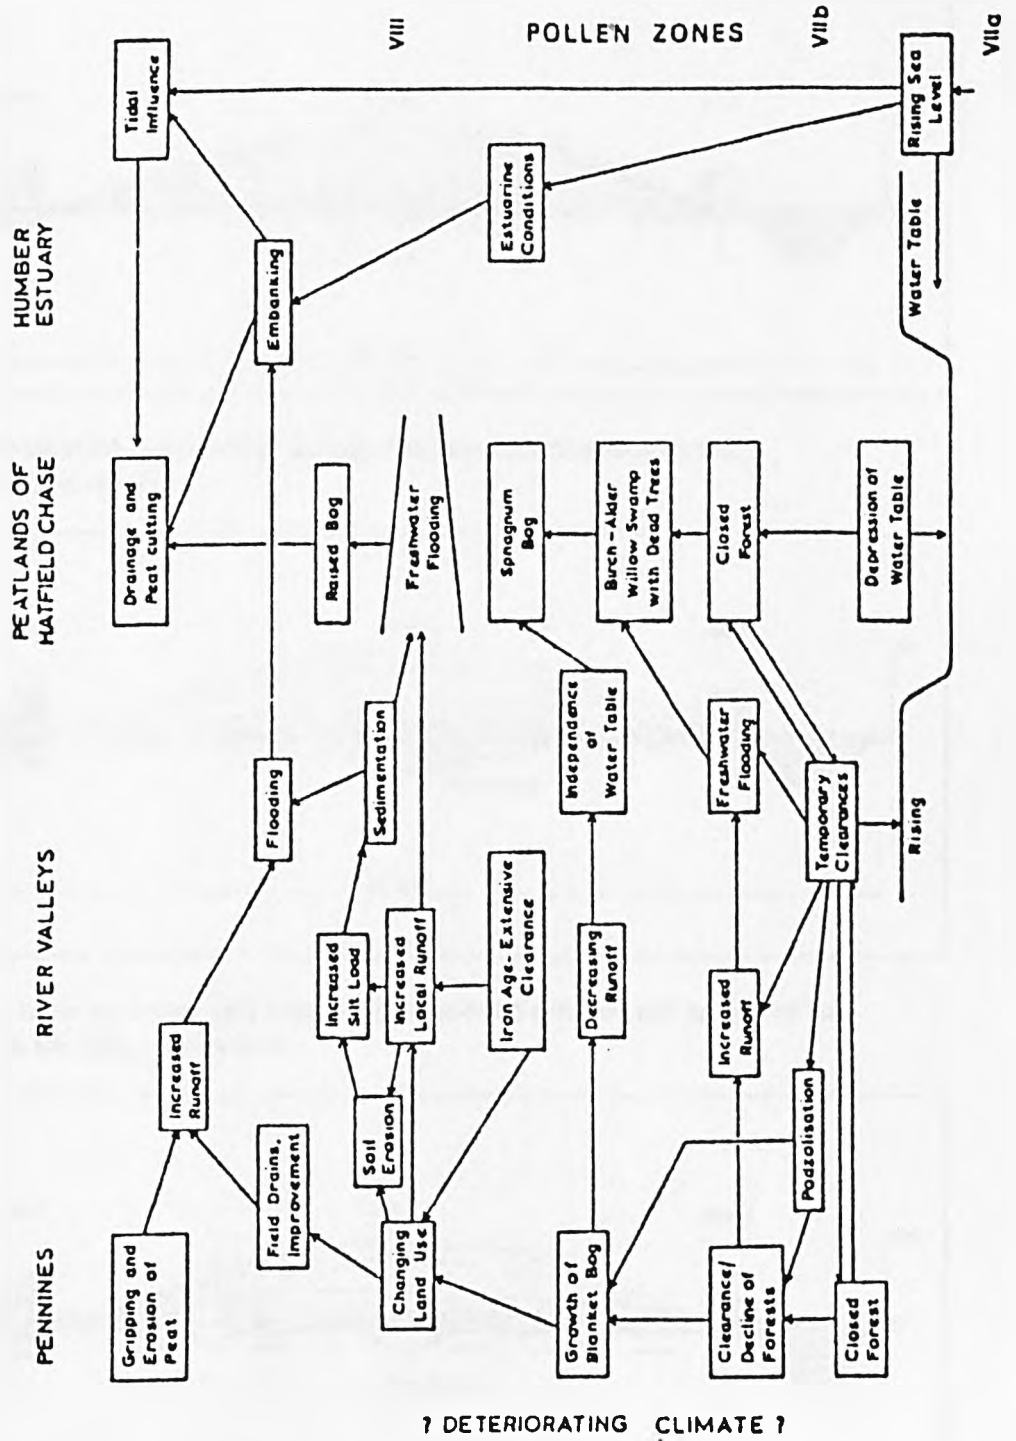 PENNINES
RIVER VALLEYS
PEATLANDS OF
HATFIELD CHASE
HUMBER
ESTUARY
Gripping and
Erosion of
Peat
Increased
Runoff
Drainage and
Peat cutting
Tidal
Influence
Field Drains,
Improvement
Flooding
Embanking
Changing
Land Use
Soil
Erosion
Increased
Silt Load
Increased
Local Runoff
Sedimentation
Raised Bog
Freshwater
Flooding
VIII
Iron Age. Extensive
Clearance
Sphagnum
Bog
Estuarine
Conditions
POLLEN ZONES
Growth of
Blanket Bog
Decreasing
Runoff
Independence
of
Water Table
Birch-Alder
Willow Swamp
with Dead Trees
Clearance/
Decline of
Forests
Increased
Runoff
Freshwater
Flooding
Closed
Forest
Podzolisation
Temporary
Clearances
VIIb
Closed
Forest
Depression of
Water Table
Rising Sea
Level
Rising
Water Table
VIIa
? DETERIORATING CLIMATE ?